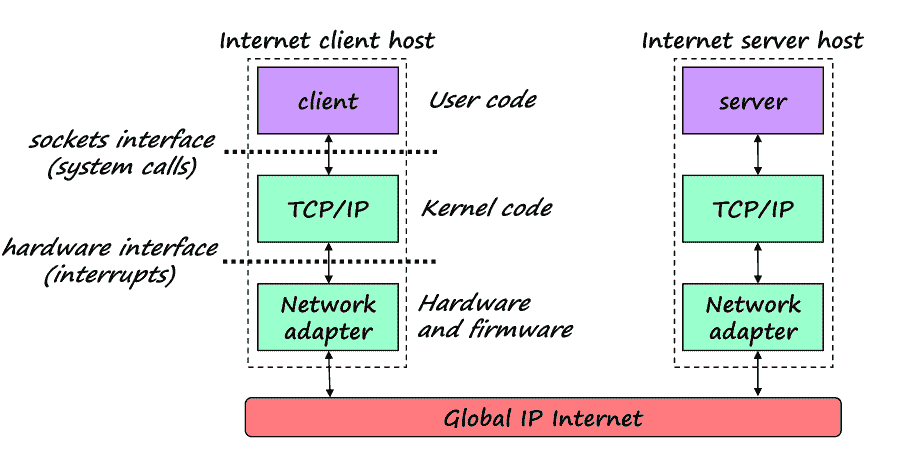 Internet client host
Internet server host
client
User code
server
sockets interface
(system calls)
TCP/IP
Kernel code
TCP/IP
hardware interface
(interrupts)
Network
adapter
Hardware
and firmware
Network
adapter
Global IP Internet